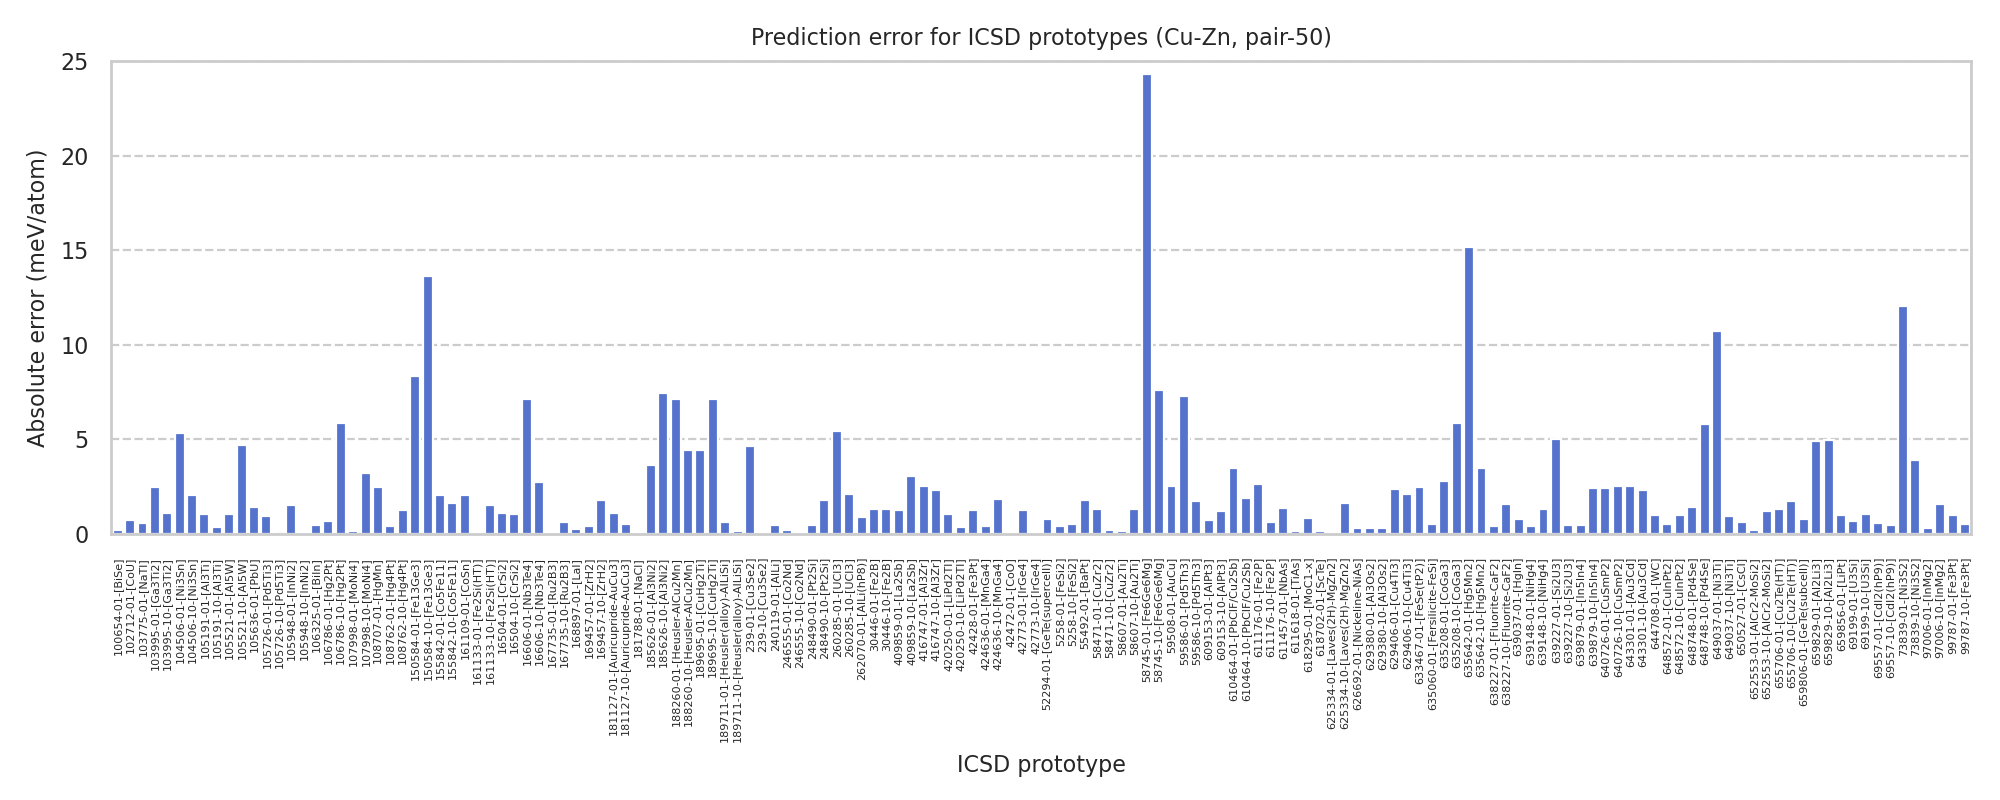 Prediction error for ICSD prototypes (Cu-Zn, pair-50)
Absolute error (meV/atom)
25
20
15
10
5
0
100654-01-[BiSe]
102712-01-[CoU]
103775-01-[NaTl]
103995-01-[Ga3Ti2]
103995-10-[Ga3Ti2]
104506-01-[Ni3Sn]
104506-10-[Ni3Sn]
105191-01-[Al3Ti]
105191-10-[Al3Ti]
105521-01-[Al5W]
105521-10-[Al5W]
105636-01-[PbU]
105726-01-[Pd5Ti3]
105726-10-[Pd5Ti3]
105948-01-[InNi2]
105948-10-[InNi2]
106325-01-[BiIn]
106786-01-[Hg2Pt]
106786-10-[Hg2Pt]
107998-01-[MoNi4]
107998-10-[MoNi4]
108707-01-[HgMn]
108762-01-[Hg4Pt]
108762-10-[Hg4Pt]
150584-01-[Fe13Ge3]
150584-10-[Fe13Ge3]
155842-01-[Co5Fe11]
155842-10-[Co5Fe11]
161109-01-[CoSn]
161133-01-[Fe2Si(HT)]
161133-10-[Fe2Si(HT)]
16504-01-[CrSi2]
16504-10-[CrSi2]
16606-01-[Nb3Te4]
16606-10-[Nb3Te4]
167735-01-[Ru2B3]
167735-10-[Ru2B3]
168897-01-[LaI]
169457-01-[ZrH2]
169457-10-[ZrH2]
181127-01-[Auricupride-AuCu3]
181127-10-[Auricupride-AuCu3]
181788-01-[NaCl]
185626-01-[Al3Ni2]
185626-10-[Al3Ni2]
188260-01-[Heusler-AlCu2Mn]
188260-10-[Heusler-AlCu2Mn]
189695-01-[CuHg2Ti]
189695-10-[CuHg2Ti]
189711-01-[Heusler(alloy)-AlLiSi]
189711-10-[Heusler(alloy)-AlLiSi]
239-01-[Cu3Se2]
239-10-[Cu3Se2]
240119-01-[AlLi]
246555-01-[Co2Nd]
246555-10-[Co2Nd]
248490-01-[Pt2Si]
248490-10-[Pt2Si]
260285-01-[UCl3]
260285-10-[UCl3]
262070-01-[AlLi(hP8)]
30446-01-[Fe2B]
30446-10-[Fe2B]
409859-01-[La2Sb]
409859-10-[La2Sb]
416747-01-[Al3Zr]
416747-10-[Al3Zr]
420250-01-[LiPd2Tl]
420250-10-[LiPd2Tl]
42428-01-[Fe3Pt]
424636-01-[MnGa4]
424636-10-[MnGa4]
42472-01-[CoO]
42773-01-[IrGe4]
42773-10-[IrGe4]
52294-01-[GeTe(supercell)]
5258-01-[FeSi2]
5258-10-[FeSi2]
55492-01-[BaPt]
58471-01-[CuZr2]
58471-10-[CuZr2]
58607-01-[Au2Ti]
58607-10-[Au2Ti]
58745-01-[Fe6Ge6Mg]
58745-10-[Fe6Ge6Mg]
59508-01-[AuCu]
59586-01-[Pd5Th3]
59586-10-[Pd5Th3]
609153-01-[AlPt3]
609153-10-[AlPt3]
610464-01-[PbClF/Cu2Sb]
610464-10-[PbClF/Cu2Sb]
611176-01-[Fe2P]
611176-10-[Fe2P]
611457-01-[NbAs]
611618-01-[TiAs]
618295-01-[MoC1-x]
618702-01-[ScTe]
625334-01-[Laves(2H)-MgZn2]
625334-10-[Laves(2H)-MgZn2]
626692-01-[Nickeline-NiAs]
629380-01-[Al3Os2]
629380-10-[Al3Os2]
629406-01-[Cu4Ti3]
629406-10-[Cu4Ti3]
633467-01-[FeSe(tP2)]
635060-01-[Fersilicite-FeSi]
635208-01-[CoGa3]
635208-10-[CoGa3]
635642-01-[Hg5Mn2]
635642-10-[Hg5Mn2]
638227-01-[Fluorite-CaF2]
638227-10-[Fluorite-CaF2]
639037-01-[HgIn]
639148-01-[NiHg4]
639148-10-[NiHg4]
639227-01-[Si2U3]
639227-10-[Si2U3]
639879-01-[In5In4]
639879-10-[In5In4]
640726-01-[CuSmP2]
640726-10-[CuSmP2]
643301-01-[Au3Cd]
643301-10-[Au3Cd]
644708-01-[WC]
648572-01-[CuInPt2]
648572-10-[CuInPt2]
648748-01-[Pd4Se]
648748-10-[Pd4Se]
649037-01-[Ni3Ti]
649037-10-[Ni3Ti]
650527-01-[CsCl]
652553-01-[AlCr2-MoSi2]
652553-10-[AlCr2-MoSi2]
655706-01-[Cu2Te(HT)]
655706-10-[Cu2Te(HT)]
659806-01-[GeTe(subcell)]
659829-01-[Al2Li3]
659829-10-[Al2Li3]
659856-01-[LiPt]
69199-01-[U3Si]
69199-10-[U3Si]
69557-01-[CdI2(hP9)]
69557-10-[CdI2(hP9)]
73839-01-[Ni3S2]
73839-10-[Ni3S2]
97006-01-[InMg2]
97006-10-[InMg2]
99787-01-[Fe3Pt]
99787-10-[Fe3Pt]
ICSD prototype